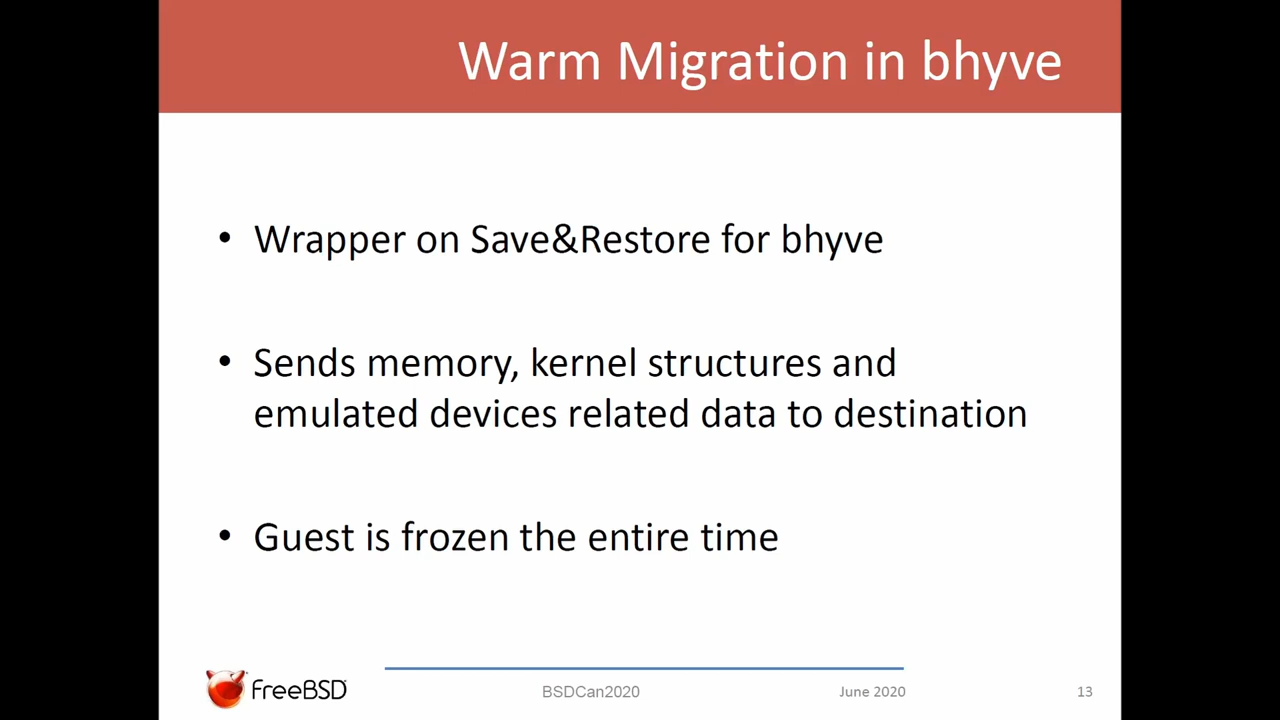 Warm Migration in bhyve
• Wrapper on Save&Restore for bhyve
• Sends memory, kernel structures and
emulated devices related data to destination
• Guest is frozen the entire time
FreeBSD
BSDCan2020
June 2020
13